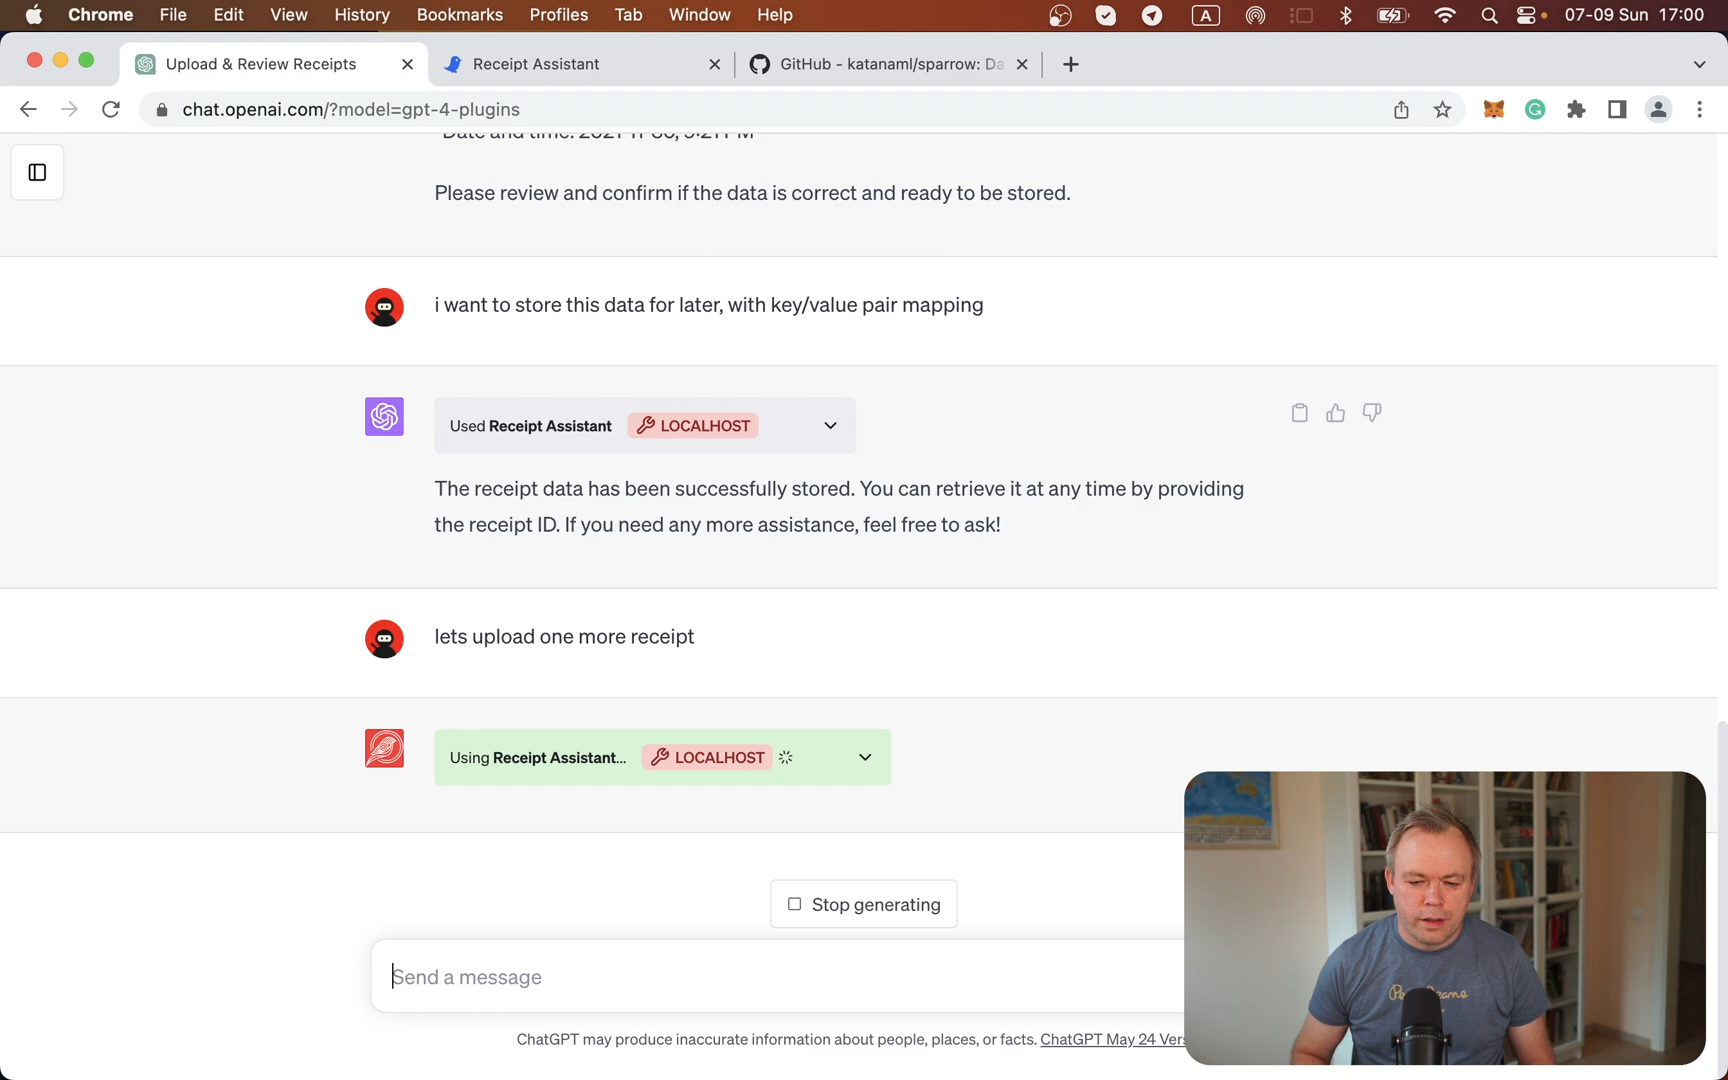 Chrome File Edit View History Bookmarks Profiles Tab Window Help A 07-09 Sun 17:00
Upload & Review Receipts Receipt Assistant GitHub - katanaml/sparrow: Da
chat.openai.com/?model=gpt-4-plugins
Please review and confirm if the data is correct and ready to be stored.
i want to store this data for later, with key/value pair mapping
Used Receipt Assistant LOCALHOST
The receipt data has been successfully stored. You can retrieve it at any time by providing
the receipt ID. If you need any more assistance, feel free to ask!
lets upload one more receipt
Using Receipt Assistant... LOCALHOST
Stop generating
Send a message
ChatGPT may produce inaccurate information about people, places, or facts. ChatGPT May 24 Vers